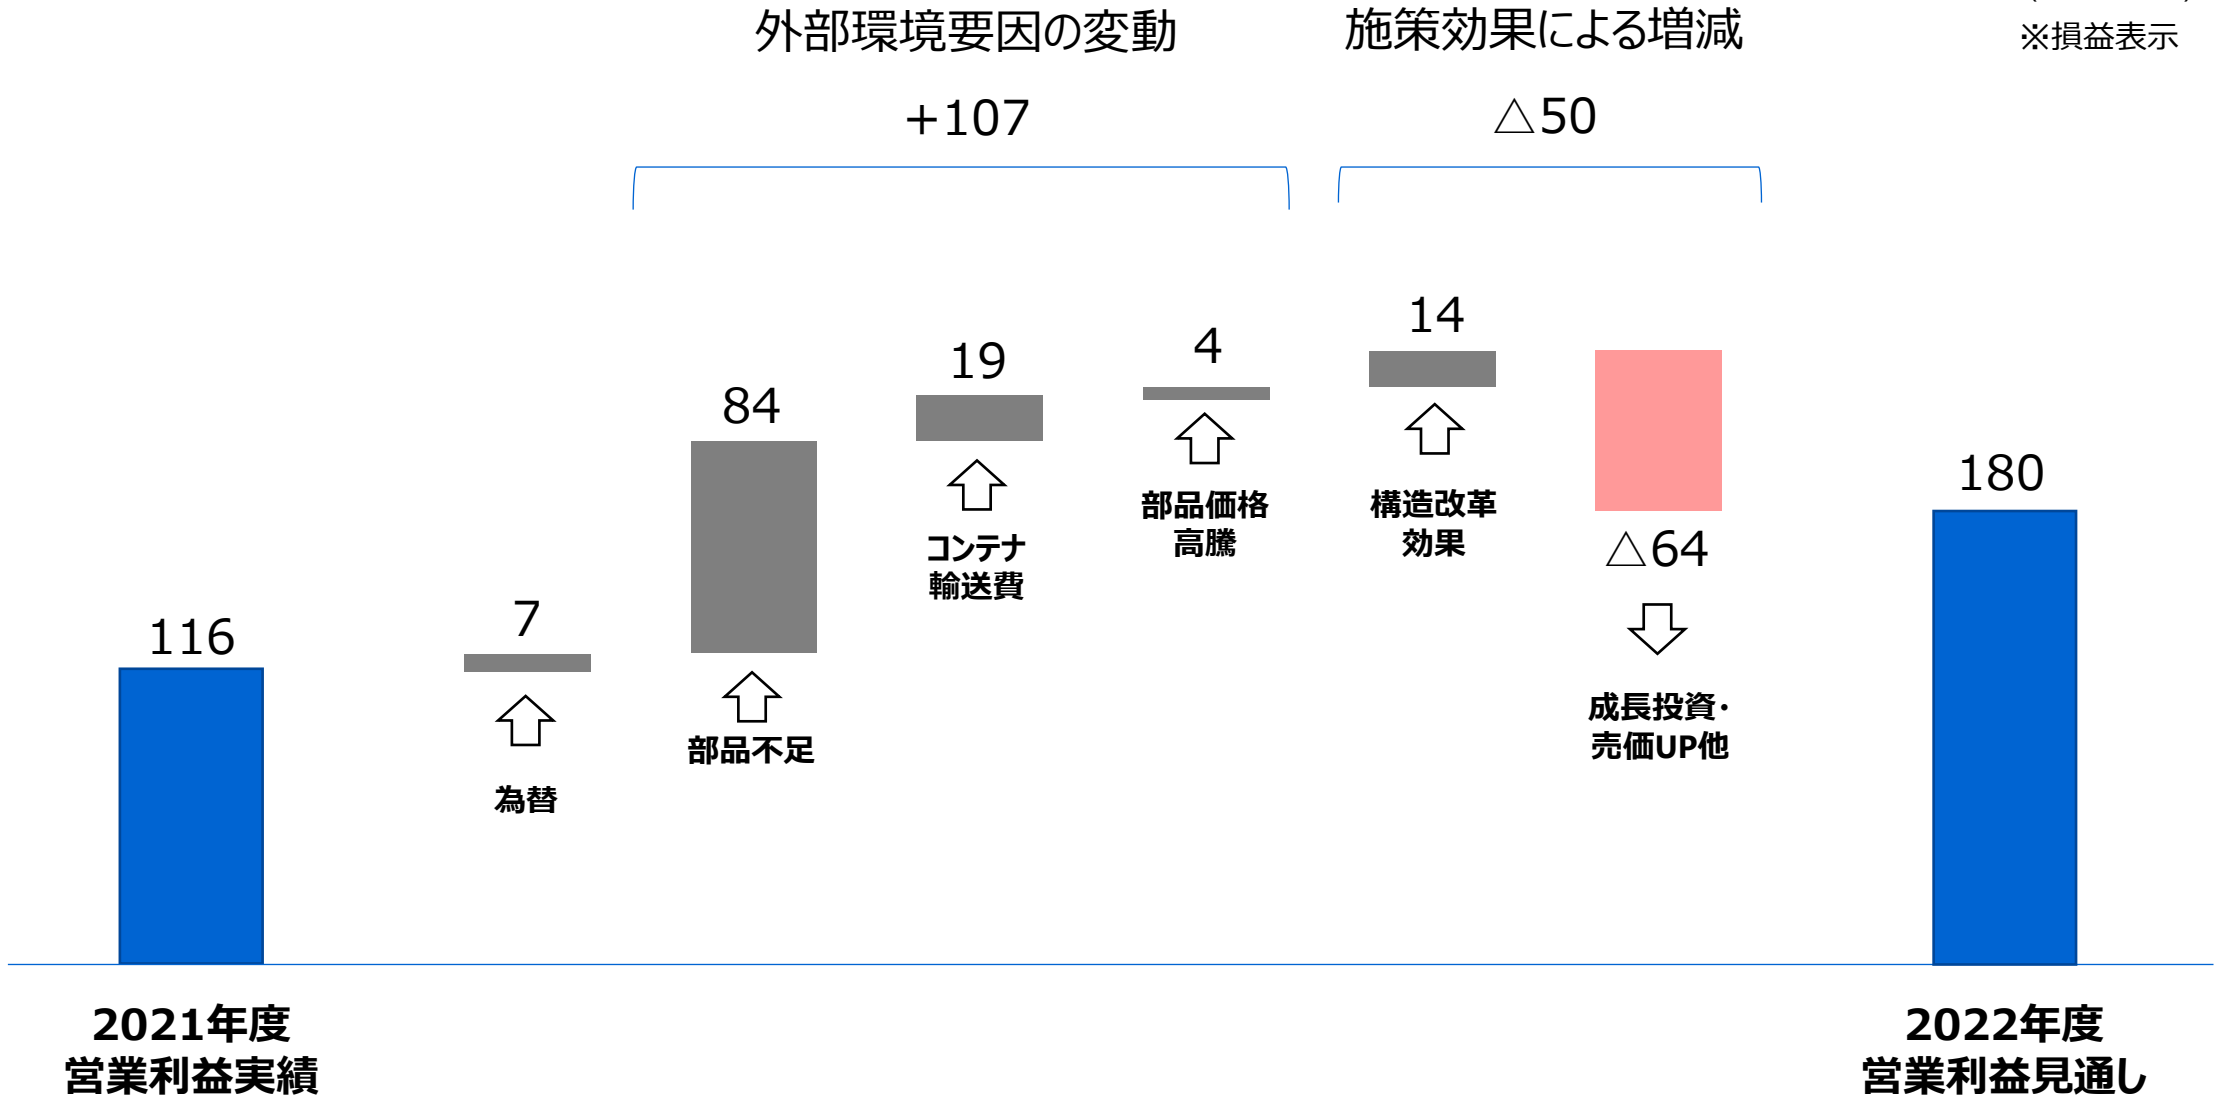 外部環境要因の変動
施策効果による増減
※損益表示
+107
△50
14
19
4
84
180
構造改革
効果
部品価格
高騰
コンテナ
輸送費
△64
7
116
成長投資・
売価UP他
部品不足
為替
2021年度
営業利益実績
2022年度
営業利益見通し